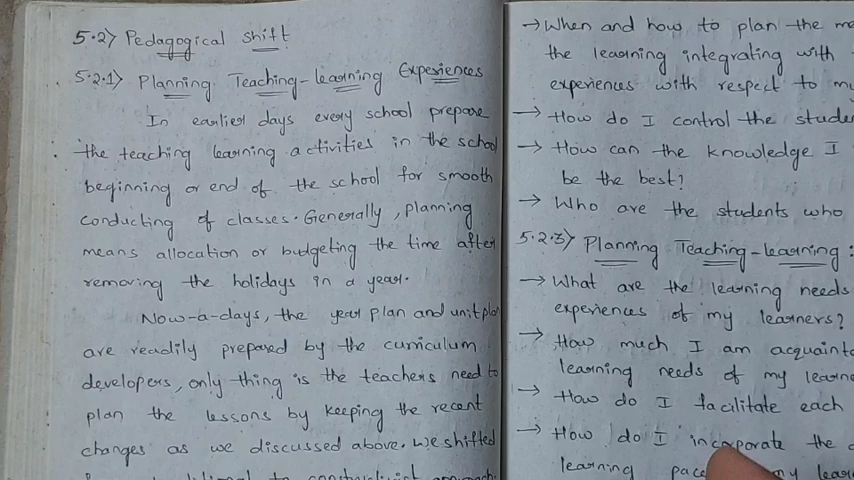 5.2> Pedagogical Shift
5.2.1> Planning Teaching-learning Experiences
In earlier days every school prepare
the teaching learning activities in the school
beginning or end of the school for smooth
conducting of classes. Generally, planning
means allocation or budgeting the time after
removing the holidays in a year.
Now-a-days, the year plan and unit plan
are readily prepared by the curriculum
developers, only thing is the teachers need to
plan the lessons by keeping the recent
changes as we discussed above. We shifted
to constructivist approach
→ When and how to plan the
the learning integrating with
experiences with respect to
→ How do I control the
→ How can the knowledge I
be the best?
→ Who are the students who
5.2.3> Planning Teaching-learning:
→ What are the learning needs
experiences of my learners?
→ How much I am
learning needs of my
→ How do I facilitate each
→ How do I incorporate the
learning